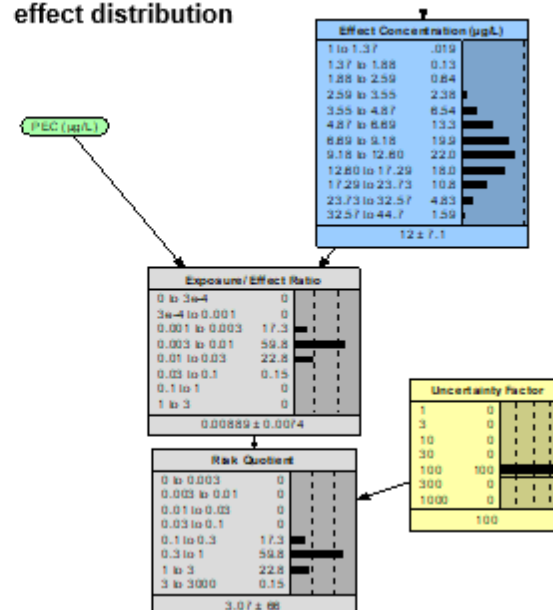 effect distribution
Effect Concentration (µg/L)
1 to 1.37 .019
1.37 to 1.88 0.13
1.88 to 2.59 0.64
2.59 to 3.55 2.38
3.55 to 4.87 6.54
4.87 to 6.69 13.3
6.69 to 9.18 19.9
9.18 to 12.60 22.0
12.60 to 17.29 18.0
17.29 to 23.73 10.8
23.73 to 32.57 4.83
32.57 to 44.7 1.59
12 ± 7.1
PEC (µg/L)
Exposure/Effect Ratio
0 to 3e-4 0
3e-4 to 0.001 0
0.001 to 0.003 17.3
0.003 to 0.01 59.8
0.01 to 0.03 22.8
0.03 to 0.1 0.15
0.1 to 1 0
1 to 3 0
0.00889 ± 0.0074
Uncertainty Factor
1 0
3 0
10 0
30 0
100 100
300 0
1000 0
100
Risk Quotient
0 to 0.003 0
0.003 to 0.01 0
0.01 to 0.03 0
0.03 to 0.1 0
0.1 to 0.3 17.3
0.3 to 1 59.8
1 to 3 22.8
3 to 3000 0.15
3.07 ± 66